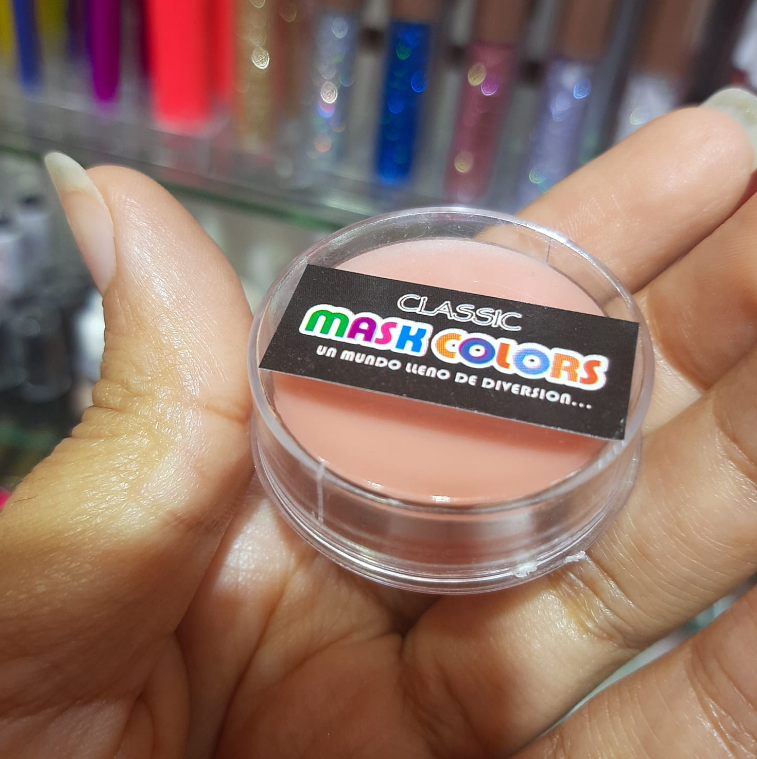 CLASSIC
MASK COLORS
UN MUNDO LLENO DE DIVERSION...